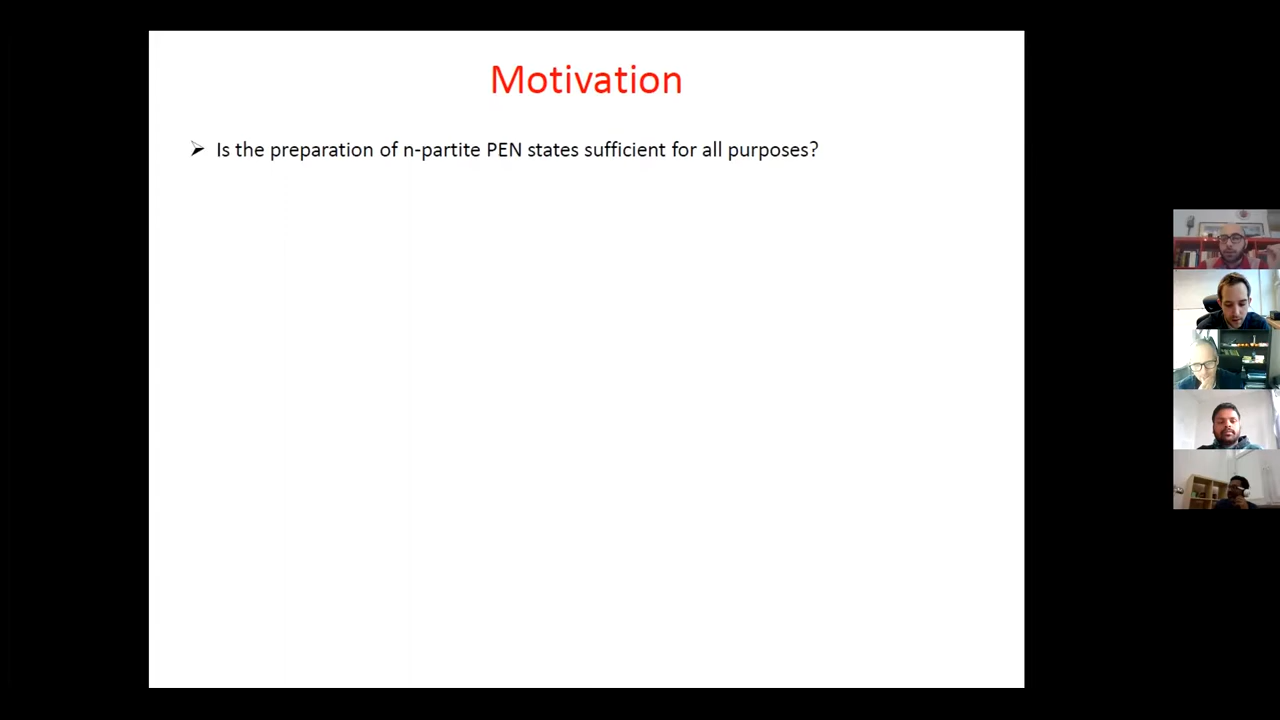 Motivation
Is the preparation of n-partite PEN states sufficient for all purposes?